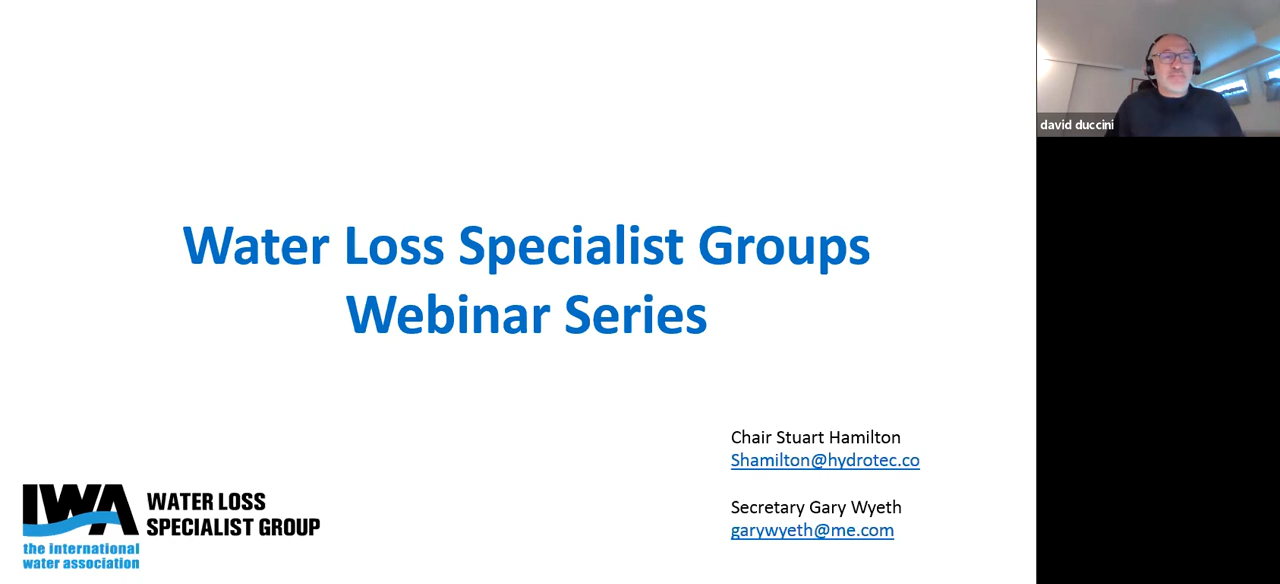 Water Loss Specialist Groups
Webinar Series
Chair Stuart Hamilton
Shamilton@hydrotec.co
Secretary Gary Wyeth
garywyeth@me.com
IWA
WATER LOSS
SPECIALIST GROUP
the international
water association
david duccini